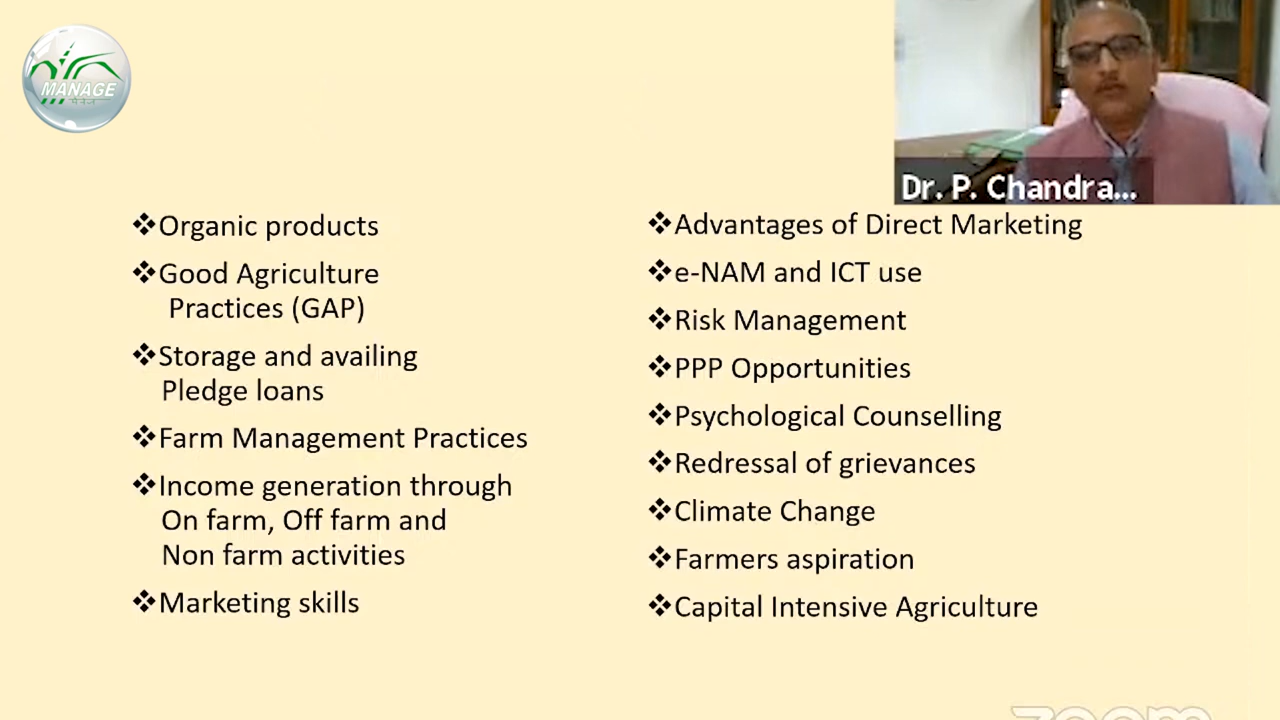 MANAGE
Dr. P. Chandra...
❖Organic products
❖Good Agriculture
Practices (GAP)
❖Storage and availing
Pledge loans
❖Farm Management Practices
❖Income generation through
On farm, Off farm and
Non farm activities
❖Marketing skills
❖Advantages of Direct Marketing
❖e-NAM and ICT use
❖Risk Management
❖PPP Opportunities
❖Psychological Counselling
❖Redressal of grievances
❖Climate Change
❖Farmers aspiration
❖Capital Intensive Agriculture
zoom